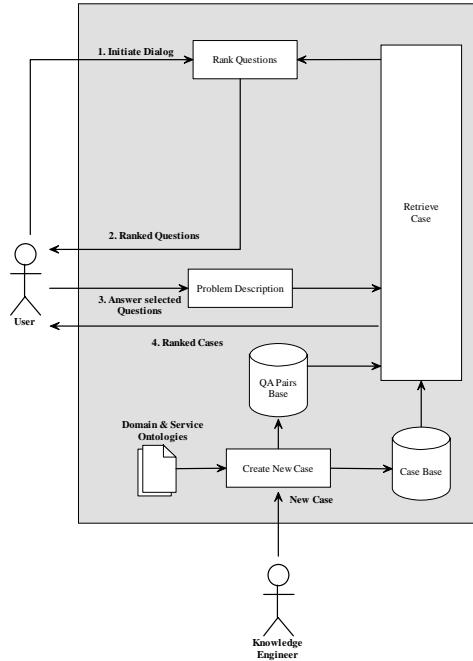 1. Initiate Dialog
Rank Questions
Retrieve
Case
2. Ranked Questions
Problem Description
User
3. Answer selected
Questions
4. Ranked Cases
QA Pairs
Base
Domain & Service
Ontologies
Create New Case
Case Base
New Case
Knowledge
Engineer